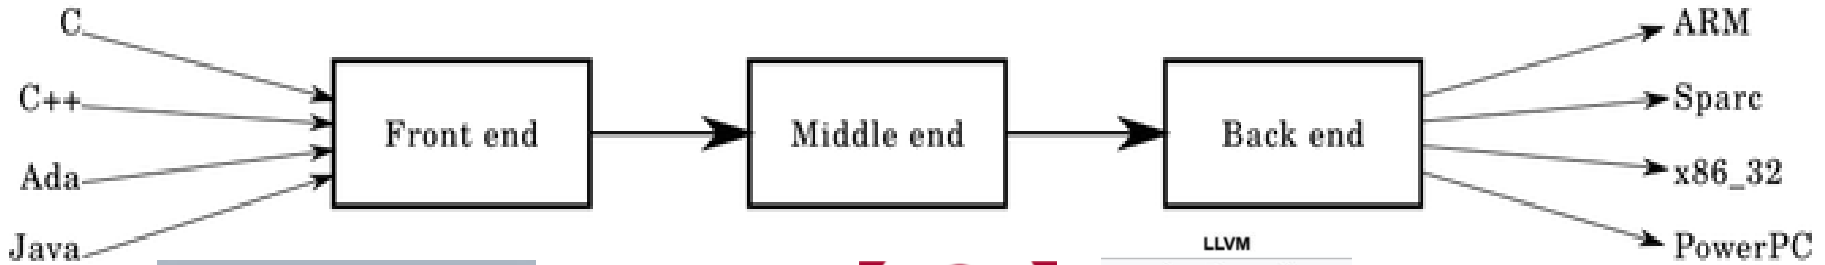 C
C++
Ada
Java
Front end
Middle end
Back end
ARM
Sparc
x86_32
PowerPC
LLVM